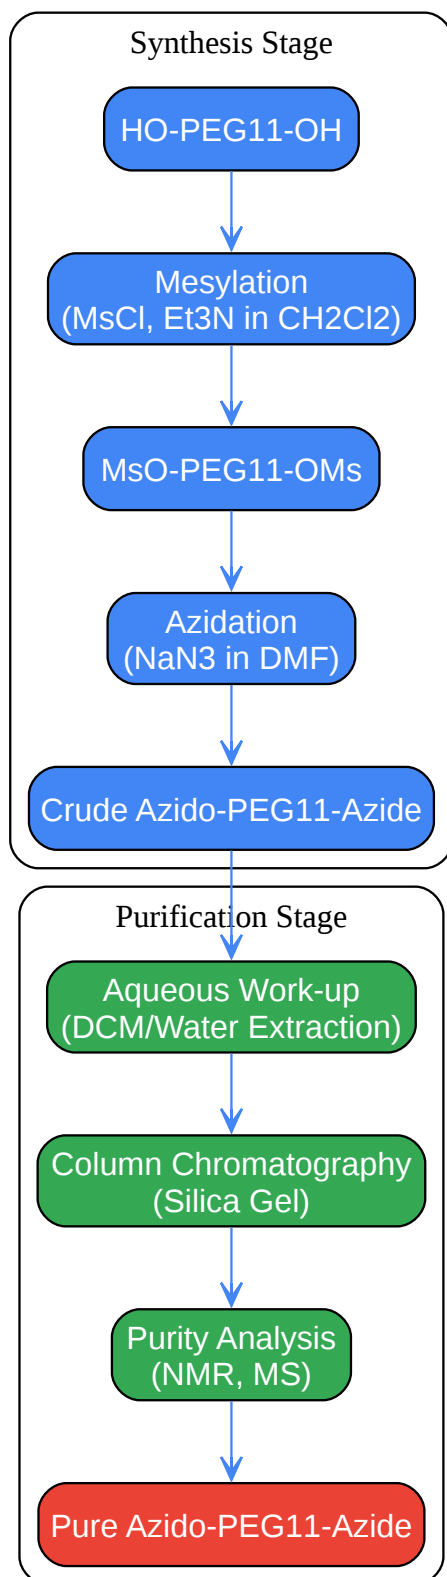 Synthesis Stage
HO-PEG11-OH
Mesylation
(MsCl, Et3N in CH2Cl2)
MsO-PEG11-OMs
Azidation
(NaN3 in DMF)
Crude Azido-PEG11-Azide
Purification Stage
Aqueous Work-up
(DCM/Water Extraction)
Column Chromatography
(Silica Gel)
Purity Analysis
(NMR, MS)
Pure Azido-PEG11-Azide